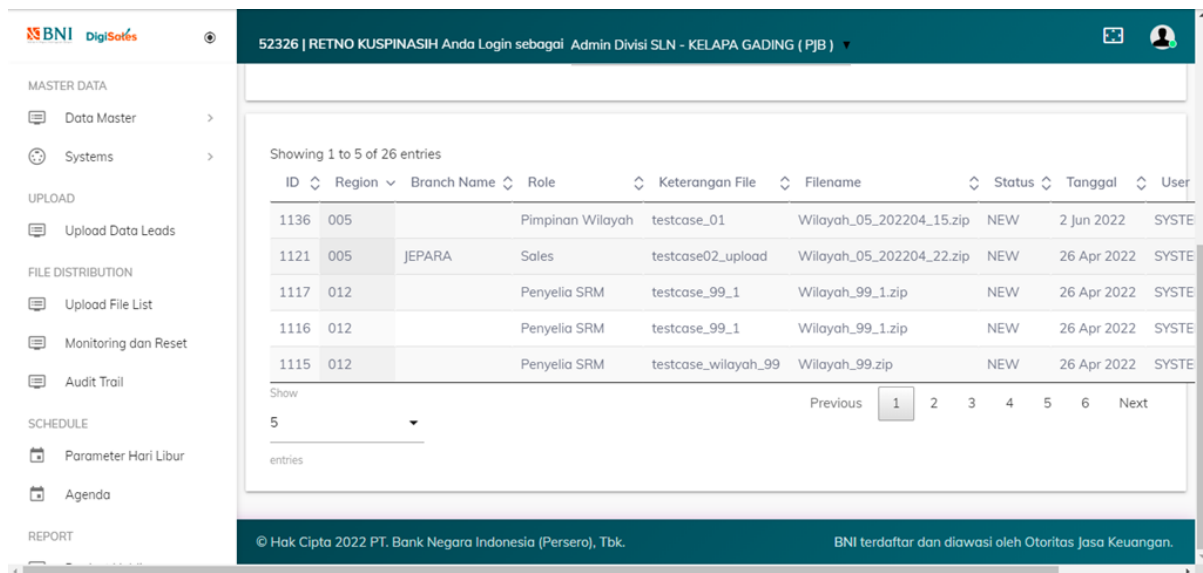 BNI DigiSales
52326 | RETNO KUSPINASIH Anda Login sebagai Admin Divisi SLN - KELAPA GADING ( PJB )
MASTER DATA
Data Master
Systems
UPLOAD
Upload Data Leads
FILE DISTRIBUTION
Upload File List
Monitoring dan Reset
Audit Trail
SCHEDULE
Parameter Hari Libur
Agenda
REPORT
Showing 1 to 5 of 26 entries
ID Region Branch Name Role Keterangan File Filename Status Tanggal User
1136 005 Pimpinan Wilayah testcase_01 Wilayah_05_202204_15.zip NEW 2 Jun 2022 SYSTE
1121 005 JEPARA Sales testcase02_upload Wilayah_05_202204_22.zip NEW 26 Apr 2022 SYSTE
1117 012 Penyelia SRM testcase_99_1 Wilayah_99_1.zip NEW 26 Apr 2022 SYSTE
1116 012 Penyelia SRM testcase_99_1 Wilayah_99_1.zip NEW 26 Apr 2022 SYSTE
1115 012 Penyelia SRM testcase_wilayah_99 Wilayah_99.zip NEW 26 Apr 2022 SYSTE
Show
5
entries
Previous 1 2 3 4 5 6 Next
© Hak Cipta 2022 PT. Bank Negara Indonesia (Persero), Tbk.
BNI terdaftar dan diawasi oleh Otoritas Jasa Keuangan.